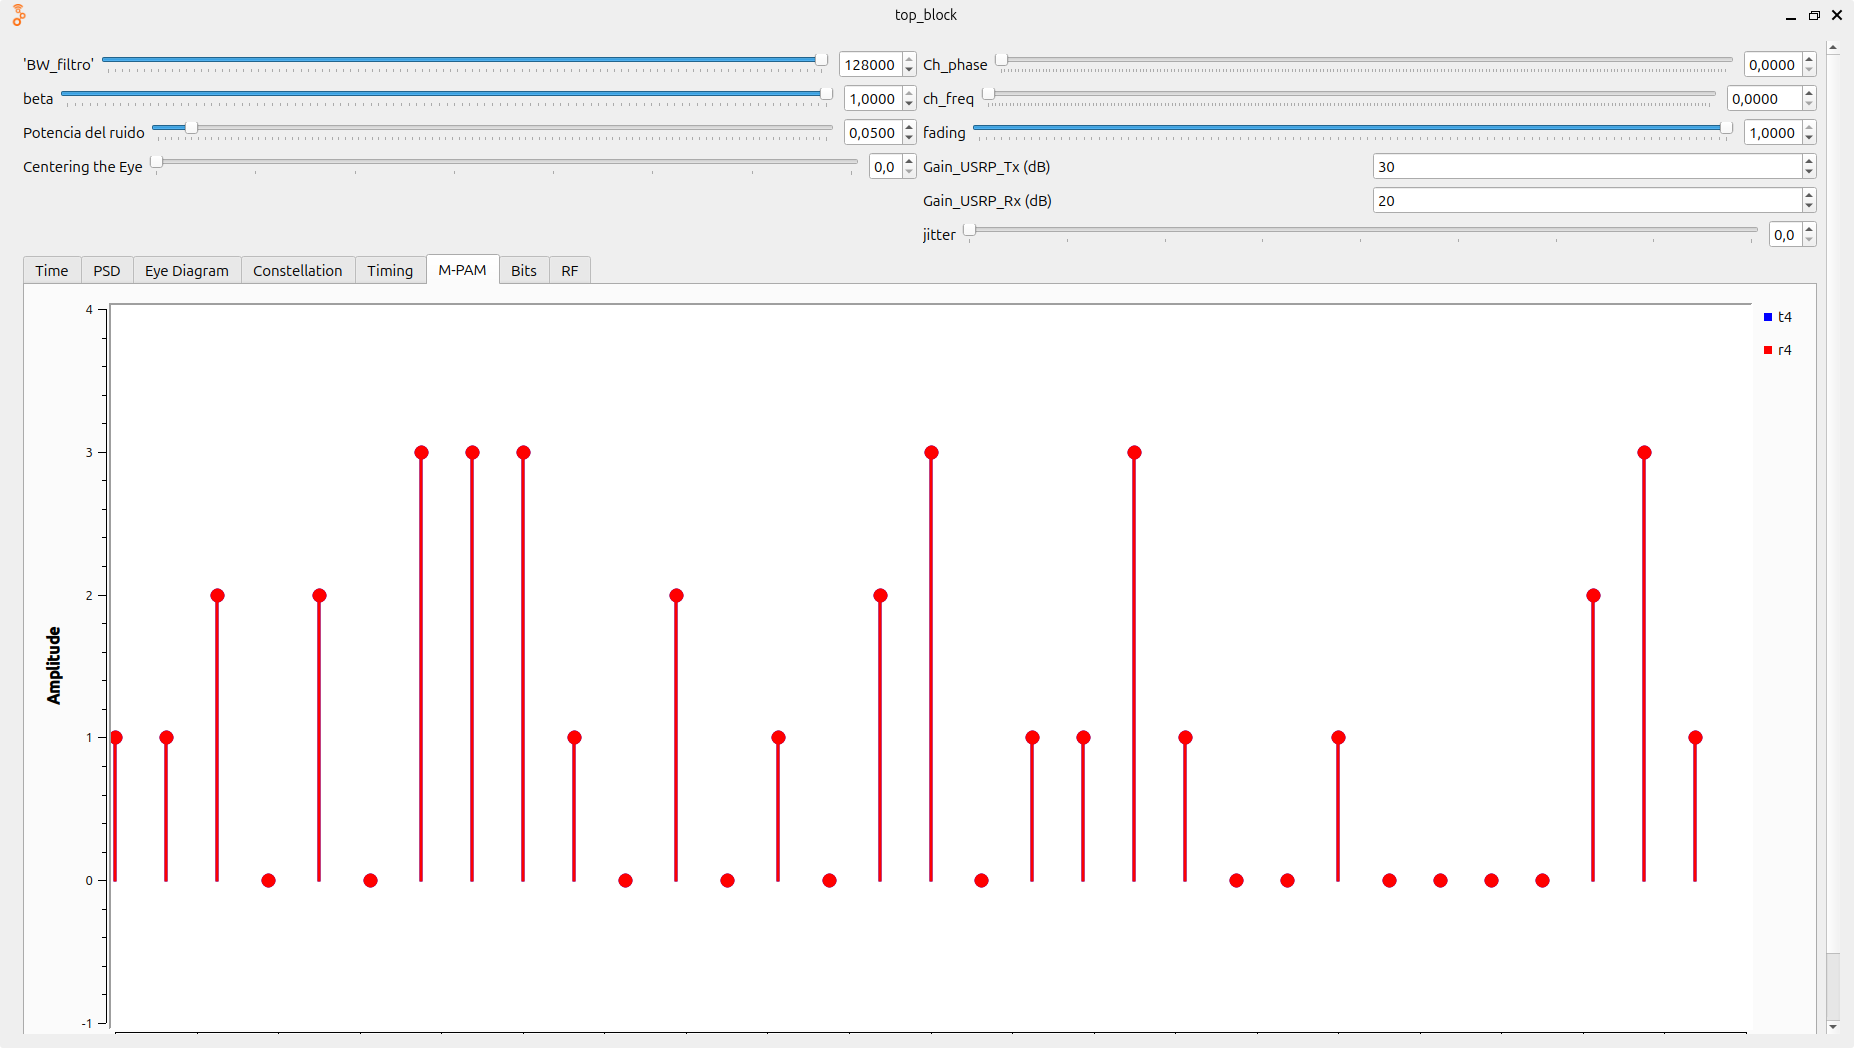 top_block
'BW_filtro' 128000 Ch_phase 0,0000
beta 1,0000 ch_freq 0,0000
Potencia del ruido 0,0500 fading 1,0000
Centering the Eye 0,0 Gain_USRP_Tx (dB) 30
Gain_USRP_Rx (dB) 20
jitter 0,0
Time PSD Eye Diagram Constellation Timing M-PAM Bits RF
4
3
2
1
0
-1
Amplitude
t4
r4